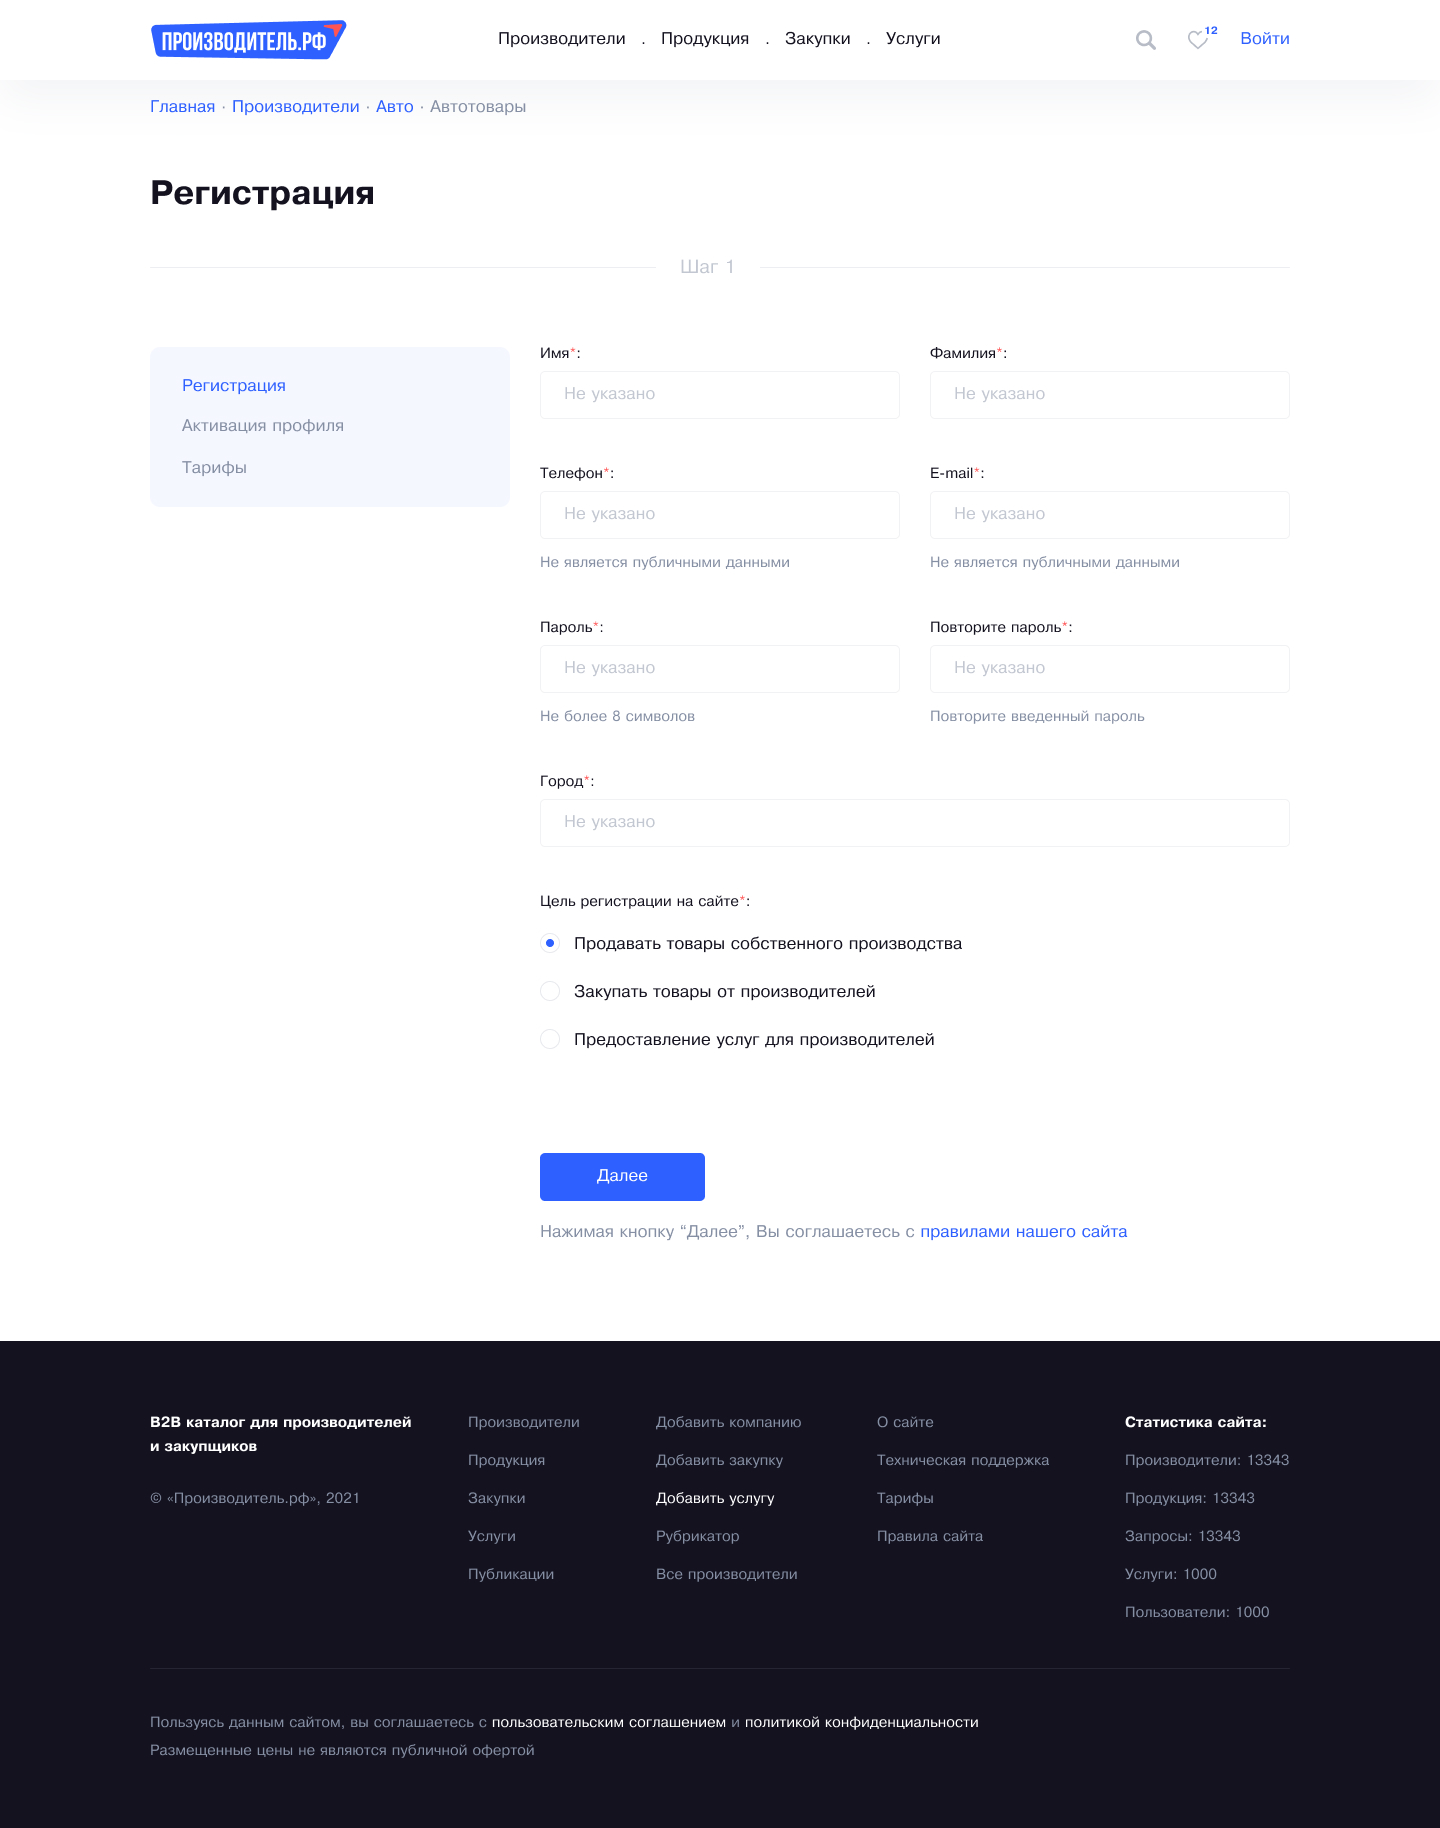 ПРОИЗВОДИТЕЛЬ.РФ
Производители . Продукция . Закупки . Услуги
12
Войти
Главная · Производители · Авто · Автотовары
Регистрация
Шаг 1
Регистрация
Активация профиля
Тарифы
Имя*:
Не указано
Фамилия*:
Не указано
Телефон*:
Не указано
Не является публичными данными
E-mail*:
Не указано
Не является публичными данными
Пароль*:
Не указано
Не более 8 символов
Повторите пароль*:
Не указано
Повторите введенный пароль
Город*:
Не указано
Цель регистрации на сайте*:
Продавать товары собственного производства
Закупать товары от производителей
Предоставление услуг для производителей
Далее
Нажимая кнопку “Далее”, Вы соглашаетесь с правилами нашего сайта
B2B каталог для производителей
и закупщиков
© «Производитель.рф», 2021
Производители
Продукция
Закупки
Услуги
Публикации
Добавить компанию
Добавить закупку
Добавить услугу
Рубрикатор
Все производители
О сайте
Техническая поддержка
Тарифы
Правила сайта
Статистика сайта:
Производители: 13343
Продукция: 13343
Запросы: 13343
Услуги: 1000
Пользователи: 1000
Пользуясь данным сайтом, вы соглашаетесь с пользовательским соглашением и политикой конфиденциальности
Размещенные цены не являются публичной офертой